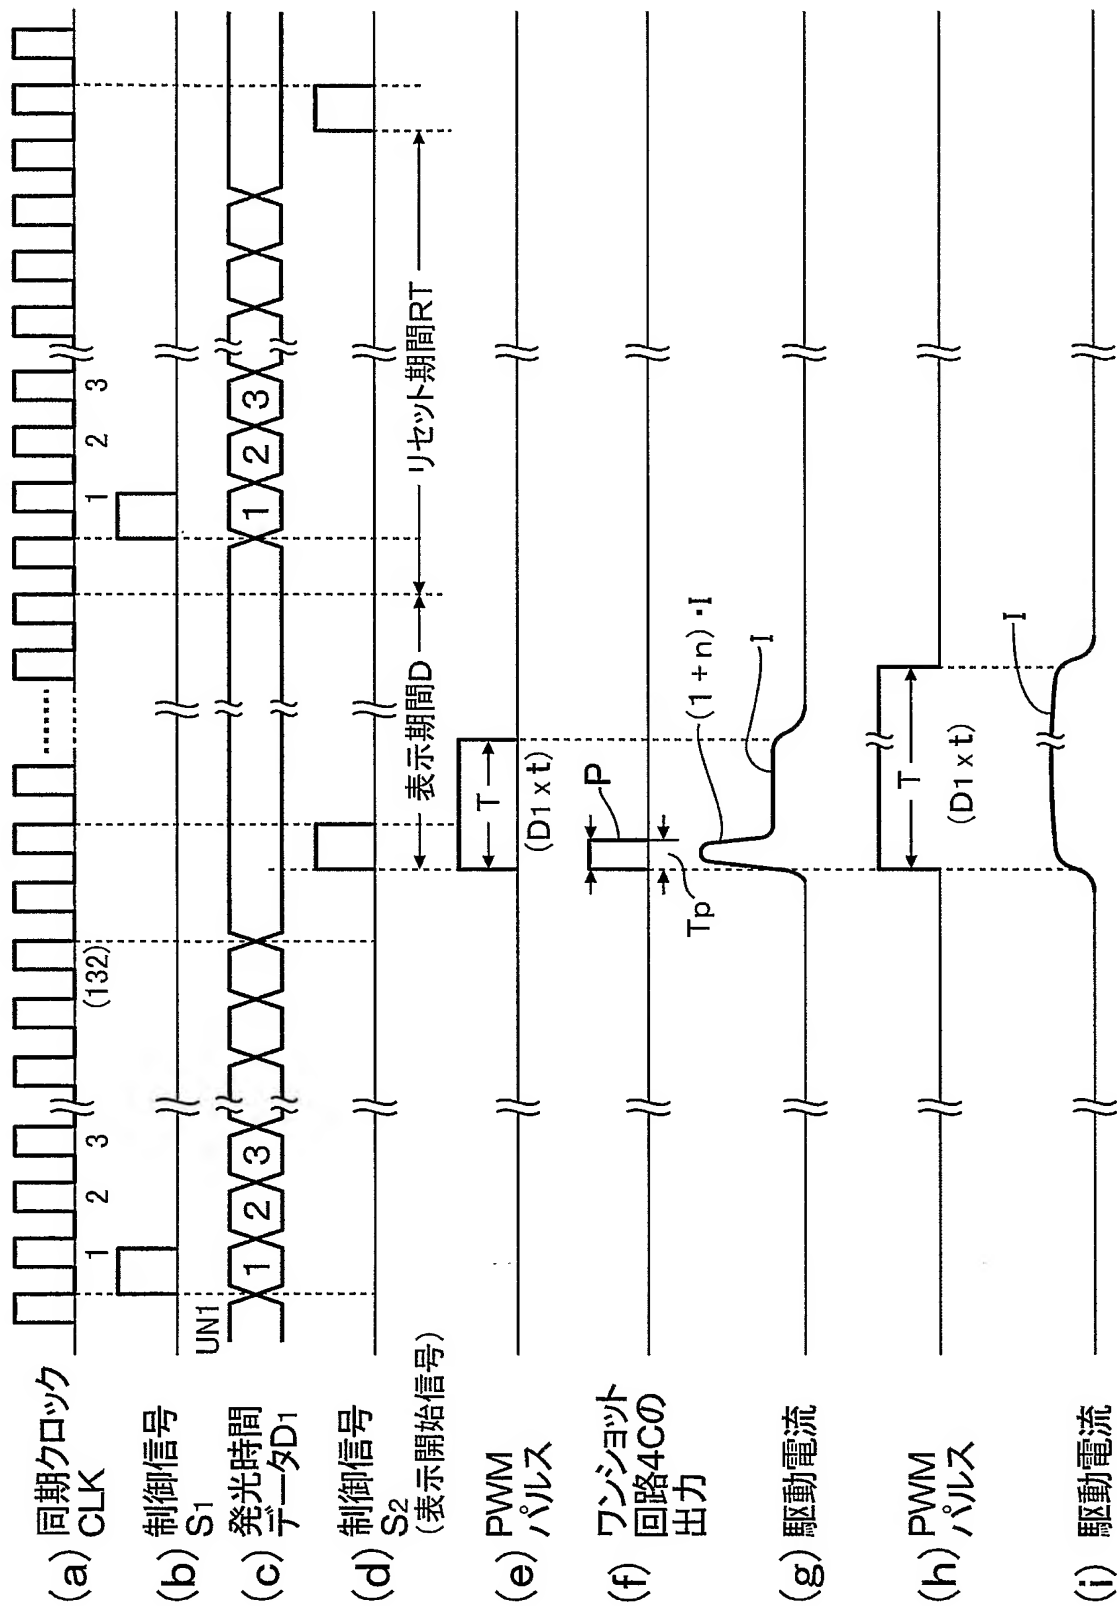 (a) 同期クロック
CLK
1 2 3 (132) 1 2 3
(b) 制御信号
S1
UN1
(c) 発光時間
データD1
1 2 3 1 2 3
(d) 制御信号
S2
(表示開始信号)
表示期間D リセット期間RT
(e) PWM
パルス
T
(D1xt)
(f) ワンショット
回路4Cの
出力
P
Tp
(g) 駆動電流
(1+n)・I
I
(h) PWM
パルス
T
(D1xt)
(i) 駆動電流
I